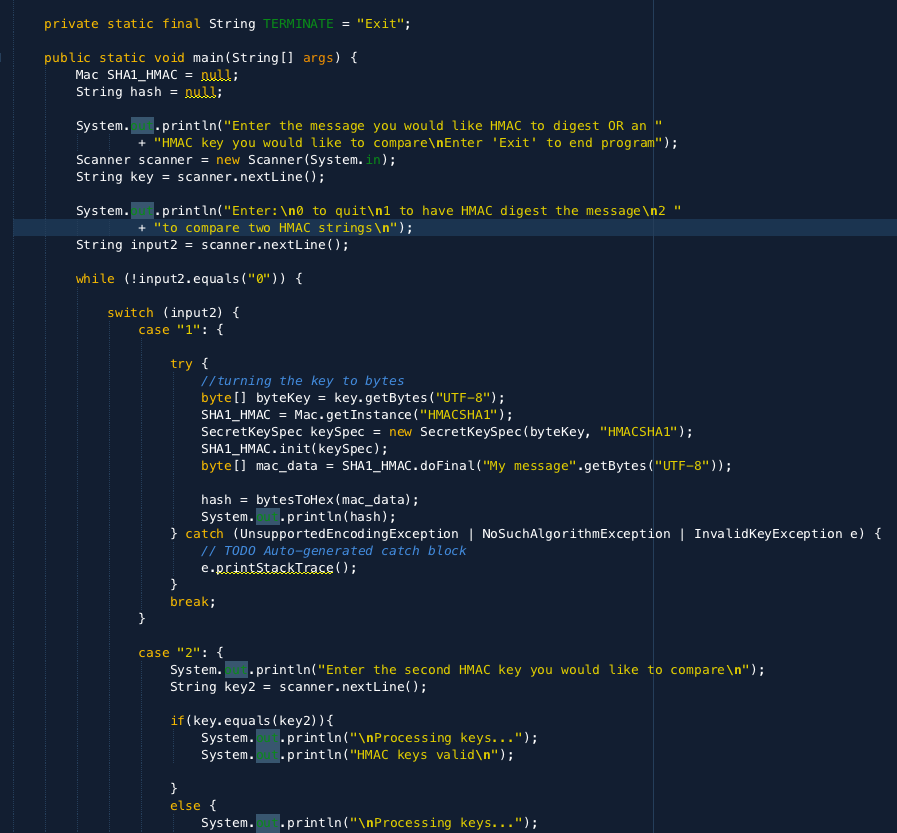 private static final String TERMINATE = "Exit";
public static void main(String[] args) {
Mac SHA1_HMAC = null;
String hash = null;
System.out.println("Enter the message you would like HMAC to digest OR an "
+ "HMAC key you would like to compare\nEnter 'Exit' to end program");
Scanner scanner = new Scanner(System.in);
String key = scanner.nextLine();
System.out.println("Enter:\n0 to quit\n1 to have HMAC digest the message\n2 "
+ "to compare two HMAC strings\n");
String input2 = scanner.nextLine();
while (!input2.equals("0")) {
switch (input2) {
case "1": {
try {
//turning the key to bytes
byte[] byteKey = key.getBytes("UTF-8");
SHA1_HMAC = Mac.getInstance("HMACSHA1");
SecretKeySpec keySpec = new SecretKeySpec(byteKey, "HMACSHA1");
SHA1_HMAC.init(keySpec);
byte[] mac_data = SHA1_HMAC.doFinal("My message".getBytes("UTF-8"));
hash = bytesToHex(mac_data);
System.out.println(hash);
} catch (UnsupportedEncodingException | NoSuchAlgorithmException | InvalidKeyException e) {
// TODO Auto-generated catch block
e.printStackTrace();
}
break;
}
case "2": {
System.out.println("Enter the second HMAC key you would like to compare\n");
String key2 = scanner.nextLine();
if(key.equals(key2)){
System.out.println("\nProcessing keys...");
System.out.println("HMAC keys valid\n");
}
else {
System.out.println("\nProcessing keys...");